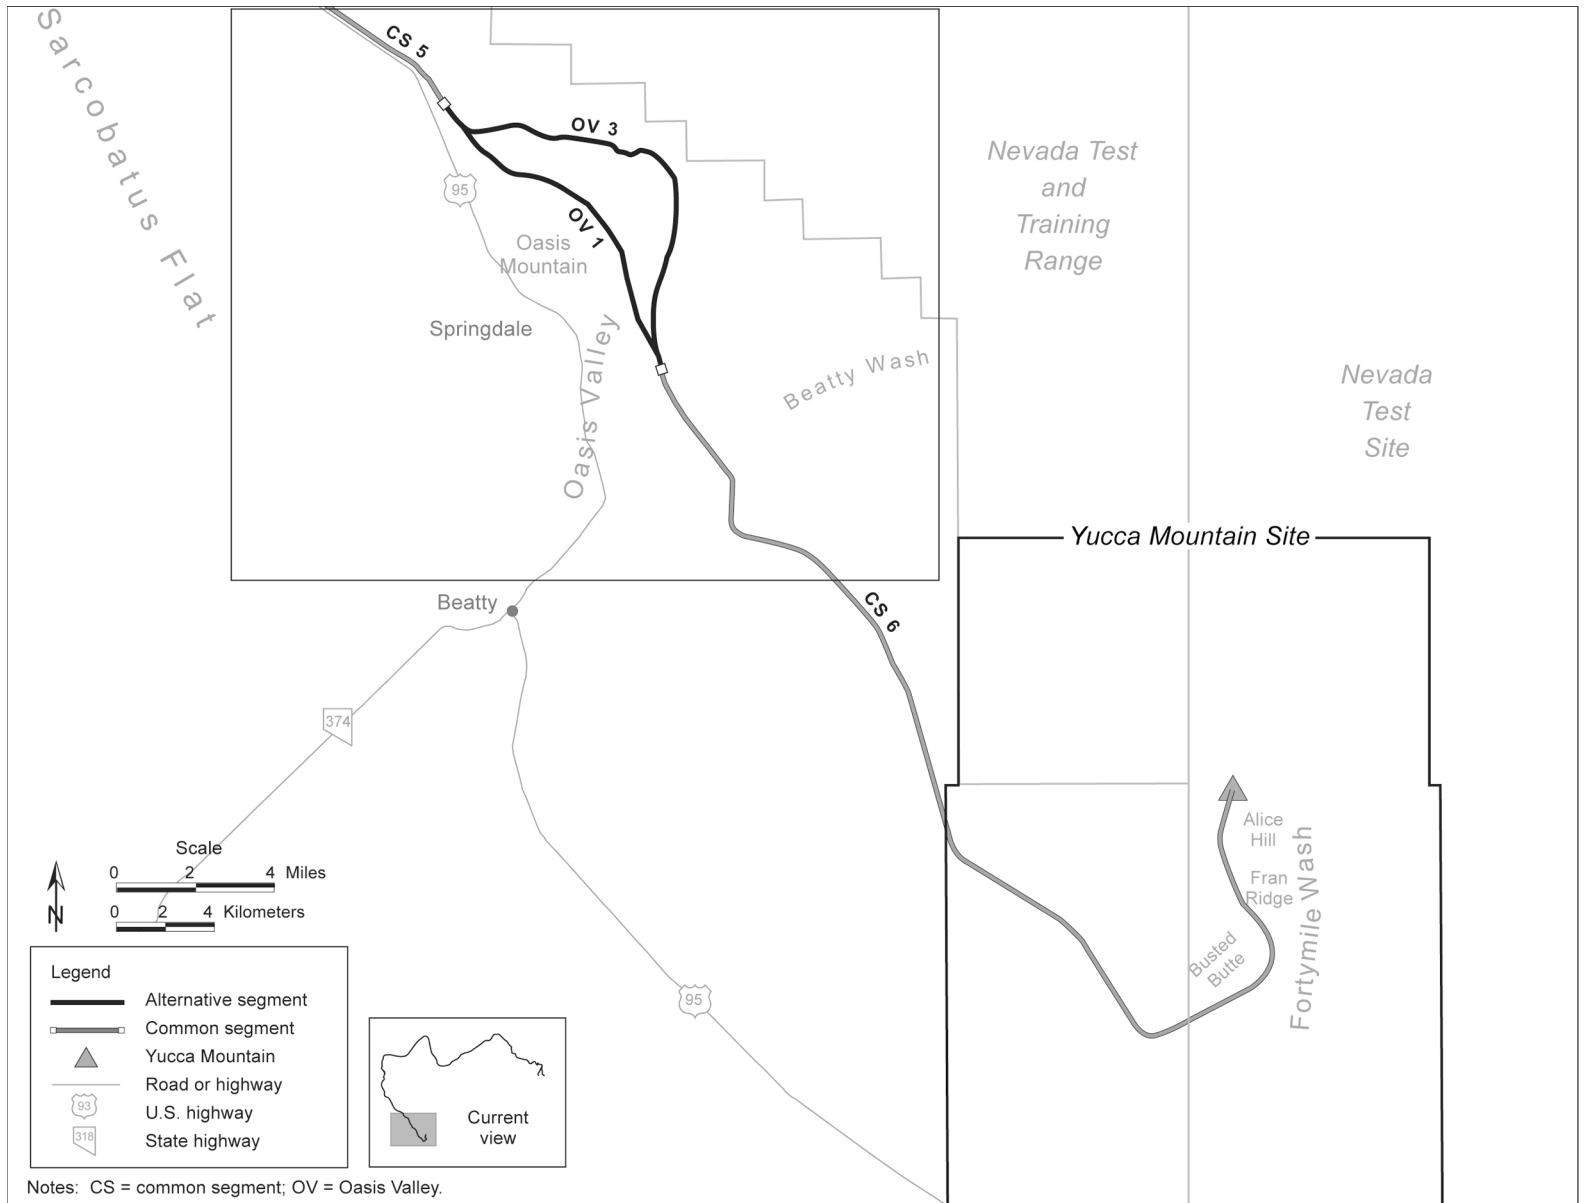 Sarcobatus Flat
CS 5
OV 3
95
OV 1
Oasis
Mountain
Springdale
Oasis Valley
Beatty Wash
Nevada Test
and
Training
Range
Nevada
Test
Site
Yucca Mountain Site
Beatty
CS 6
374
Alice
Hill
Fran
Ridge
Busted
Butte
Fortymile Wash
95
Scale
0 2 4 Miles
0 2 4 Kilometers
N
Legend
Alternative segment
Common segment
Yucca Mountain
Road or highway
93 U.S. highway
318 State highway
Current
view
Notes: CS = common segment; OV = Oasis Valley.